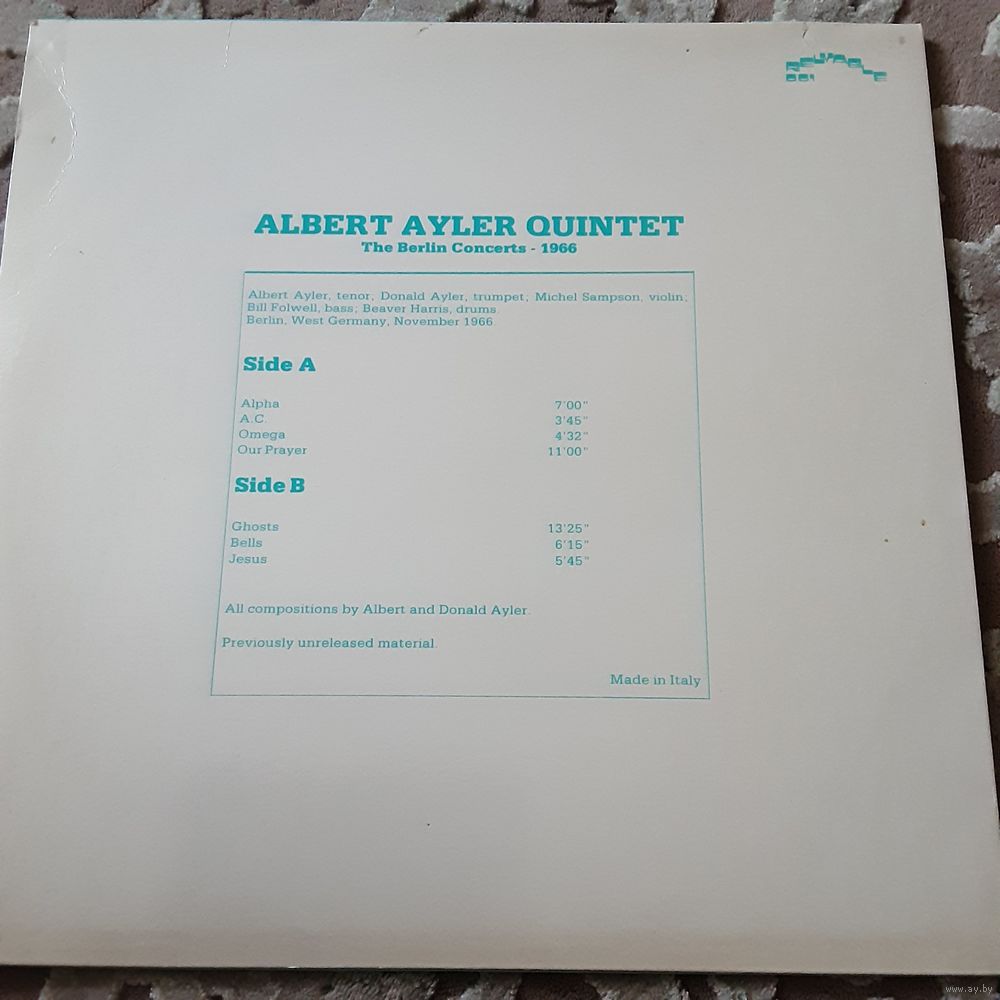 RELYABLE
001
ALBERT AYLER QUINTET
The Berlin Concerts - 1966
Albert Ayler, tenor; Donald Ayler, trumpet; Michel Sampson, violin;
Bill Folwell, bass; Beaver Harris, drums.
Berlin, West Germany, November 1966.
Side A
Alpha 7'00"
A.C. 3'45"
Omega 4'32"
Our Prayer 11'00"
Side B
Ghosts 13'25"
Bells 6'15"
Jesus 5'45"
All compositions by Albert and Donald Ayler.
Previously unreleased material.
Made in Italy
www.ay.by